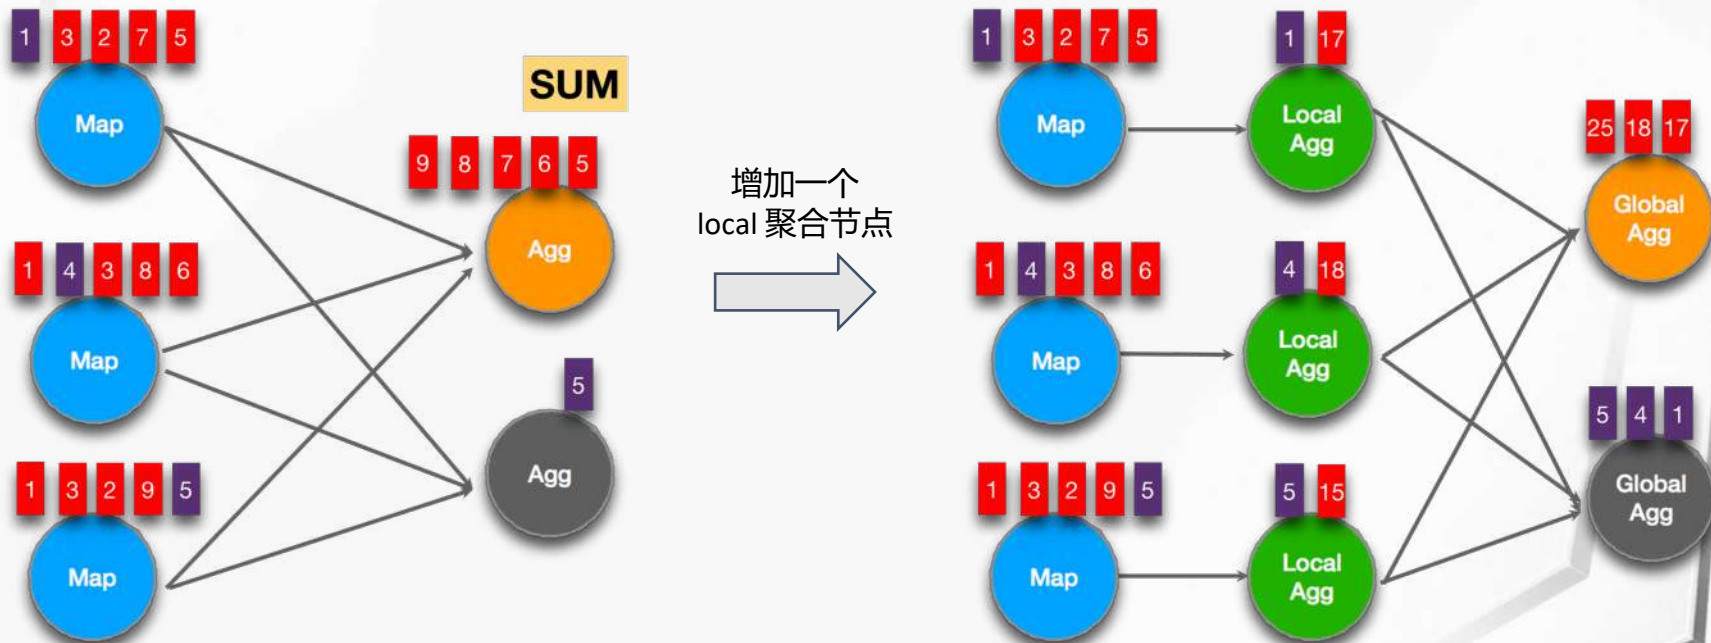 1 3 2 7 5
Map
1 4 3 8 6
Map
1 3 2 9 5
Map
SUM
9 8 7 6 5
Agg
5
Agg
增加一个
local 聚合节点
1 3 2 7 5
Map
1 17
Local
Agg
1 4 3 8 6
Map
4 18
Local
Agg
1 3 2 9 5
Map
5 15
Local
Agg
25 18 17
Global
Agg
5 4 1
Global
Agg